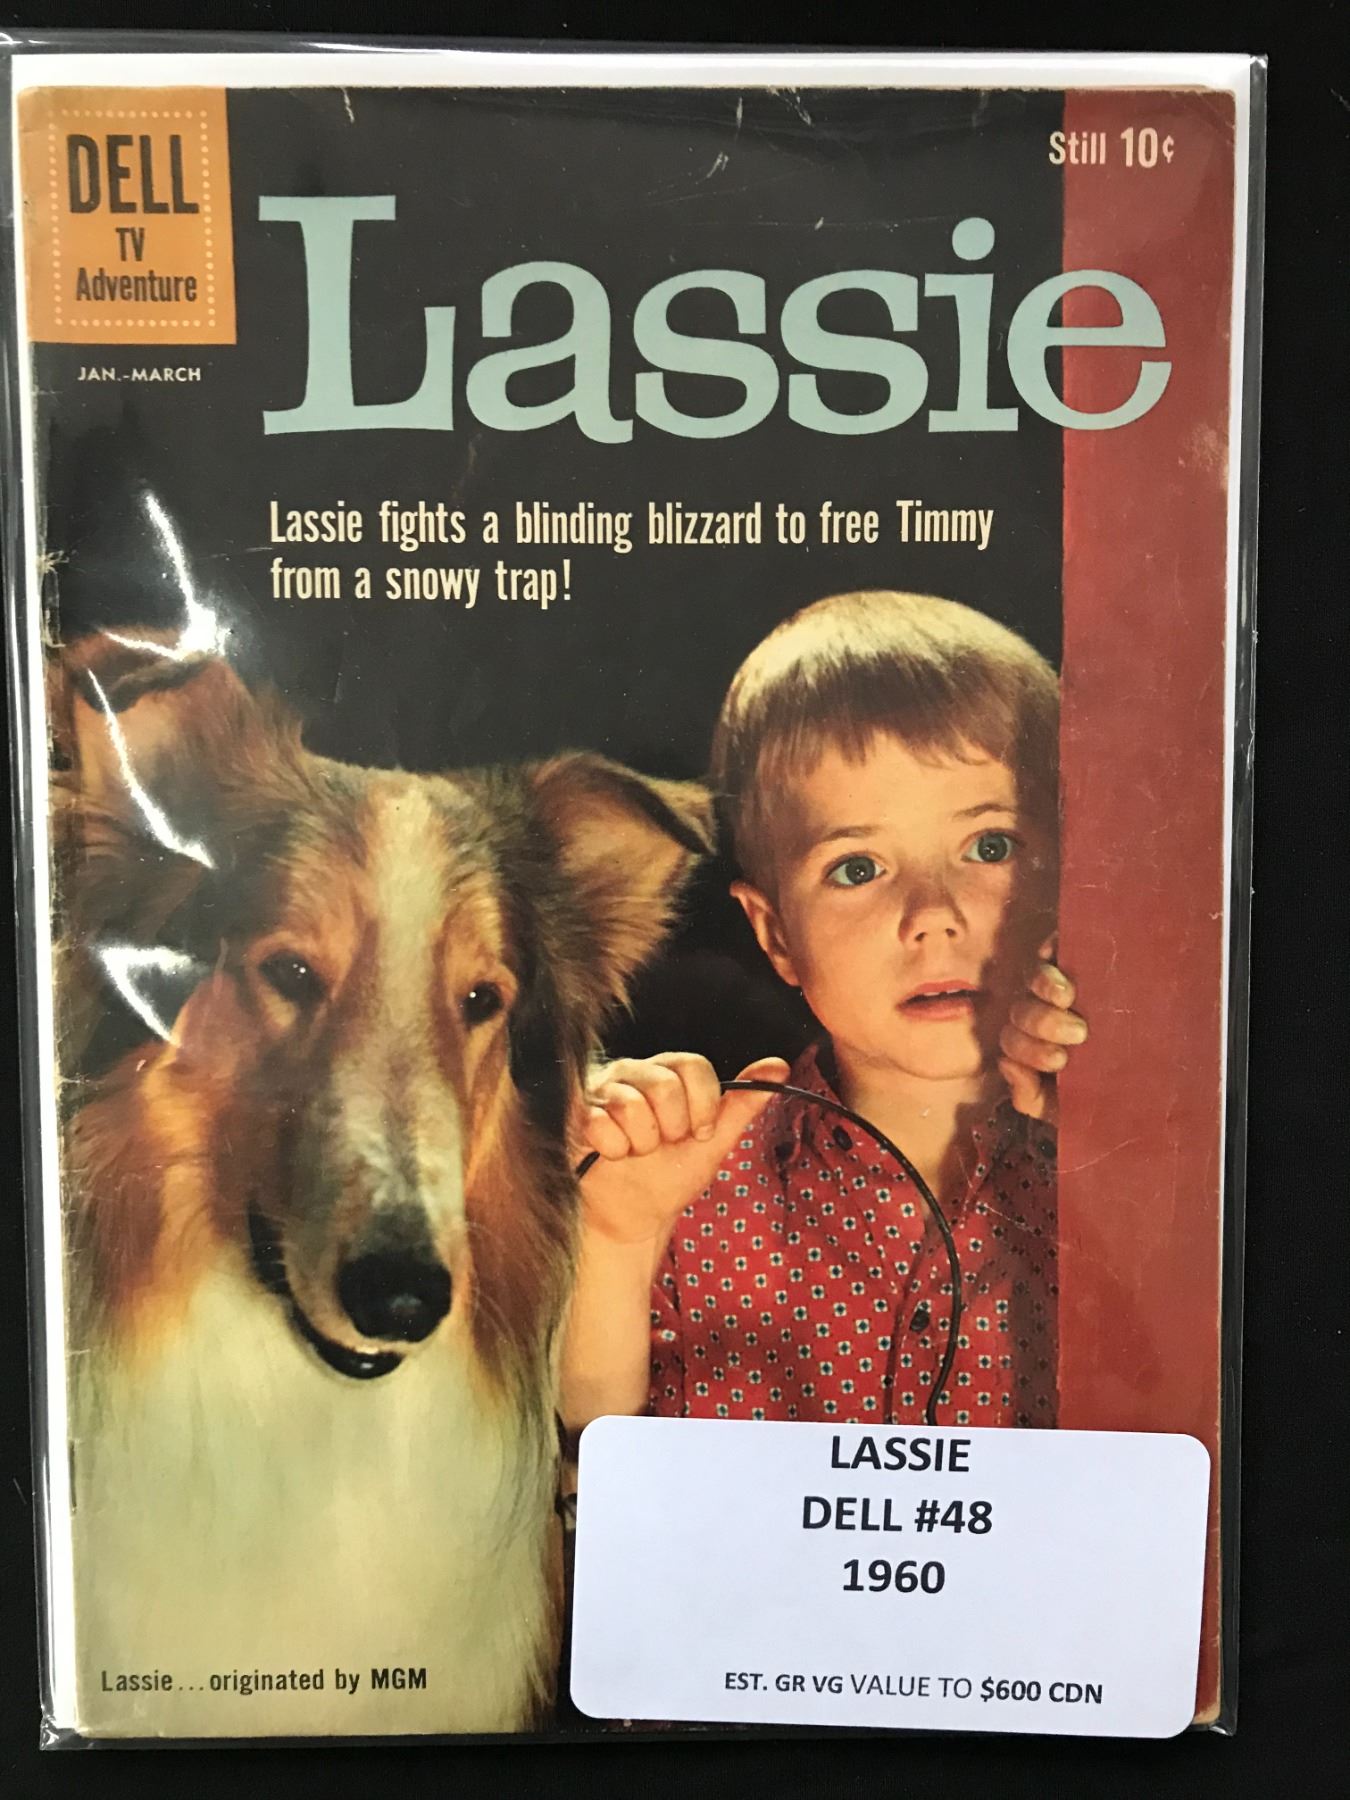 DELL
TV
Adventure
JAN.-MARCH
Still 10¢
Lassie
Lassie fights a blinding blizzard to free Timmy
from a snowy trap!
LASSIE
DELL #48
1960
EST. GR VG VALUE TO $600 CDN
Lassie...originated by MGM